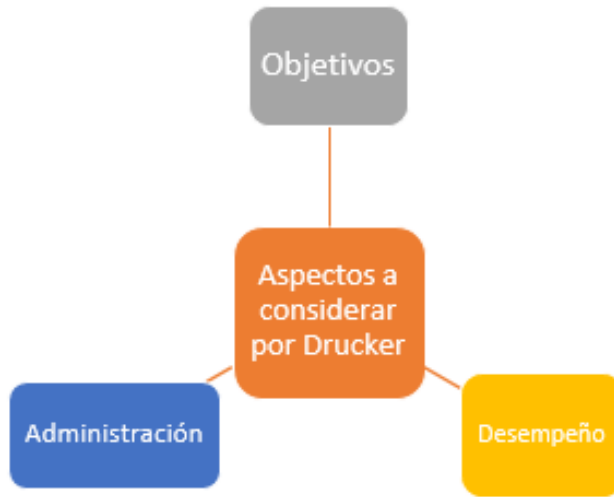 Objetivos
Aspectos a
considerar
por Drucker
Administración
Desempeño